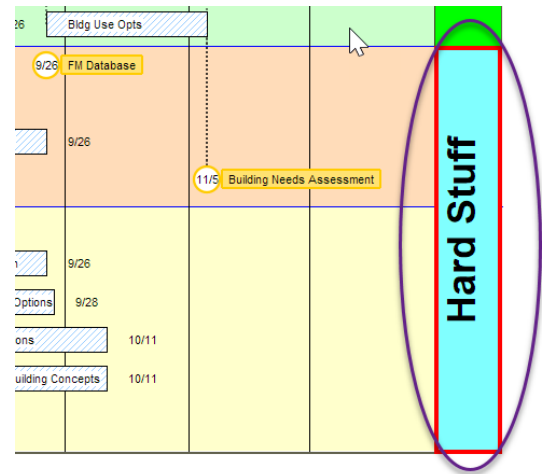 26
Bldg Use Opts
9/26
FM Database
9/26
11/5
Building Needs Assessment
9/26
Options
9/28
ons
10/11
uilding Concepts
10/11
Hard Stuff